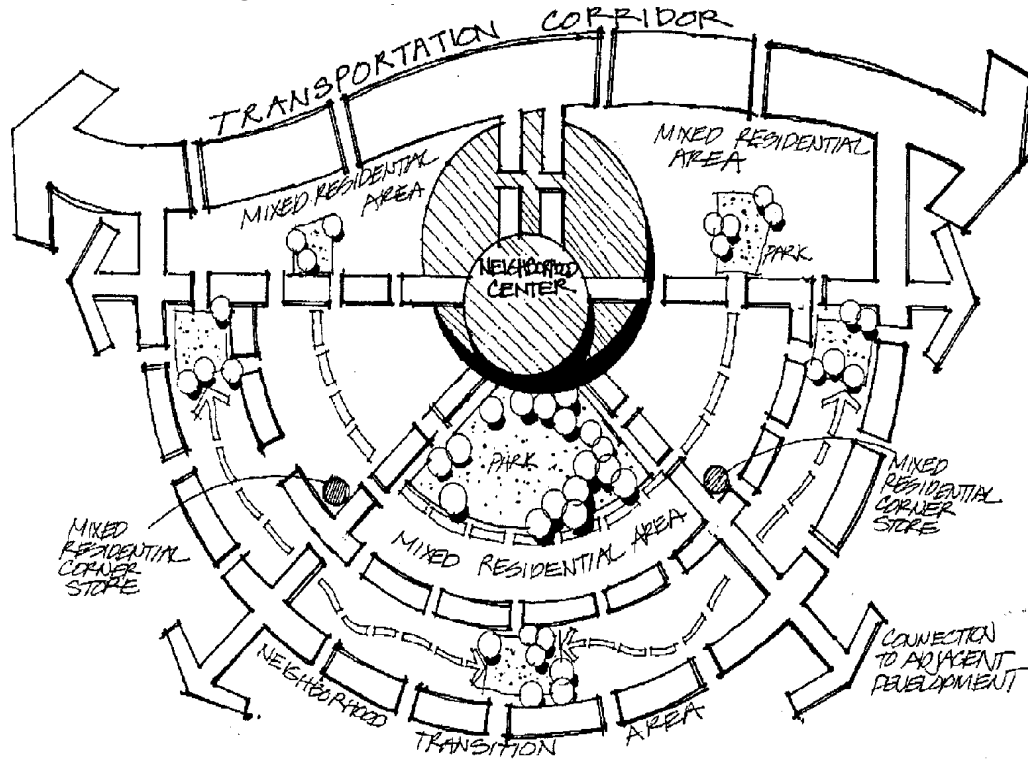 TRANSPORTATION CORRIDOR
MIXED RESIDENTIAL
AREA
MIXED RESIDENTIAL
AREA
PARK
NEIGHBORHOOD
CENTER
PARK
MIXED RESIDENTIAL AREA
MIXED
RESIDENTIAL
CORNER
STORE
MIXED
RESIDENTIAL
CORNER
STORE
CONNECTION
TO ADJACENT
DEVELOPMENT
NEIGHBORHOOD TRANSITION AREA